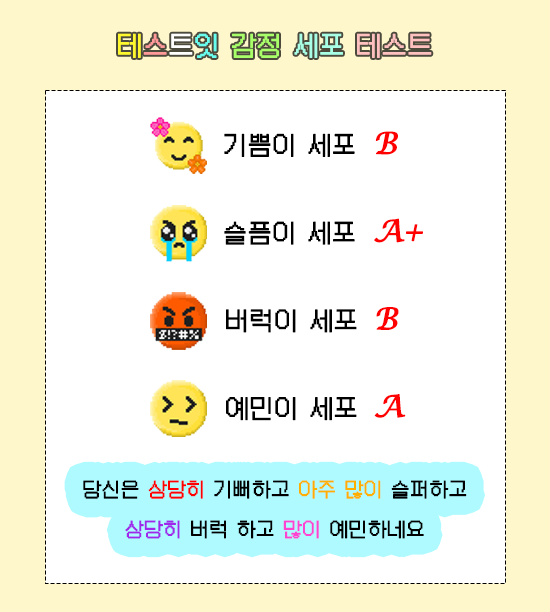 테스트잇 감정 세포 테스트
기쁨이 세포 B
슬픔이 세포 A+
버럭이 세포 B
$!?#%
예민이 세포 A
당신은 상당히 기뻐하고 아주 많이 슬퍼하고
상당히 버럭 하고 많이 예민하네요